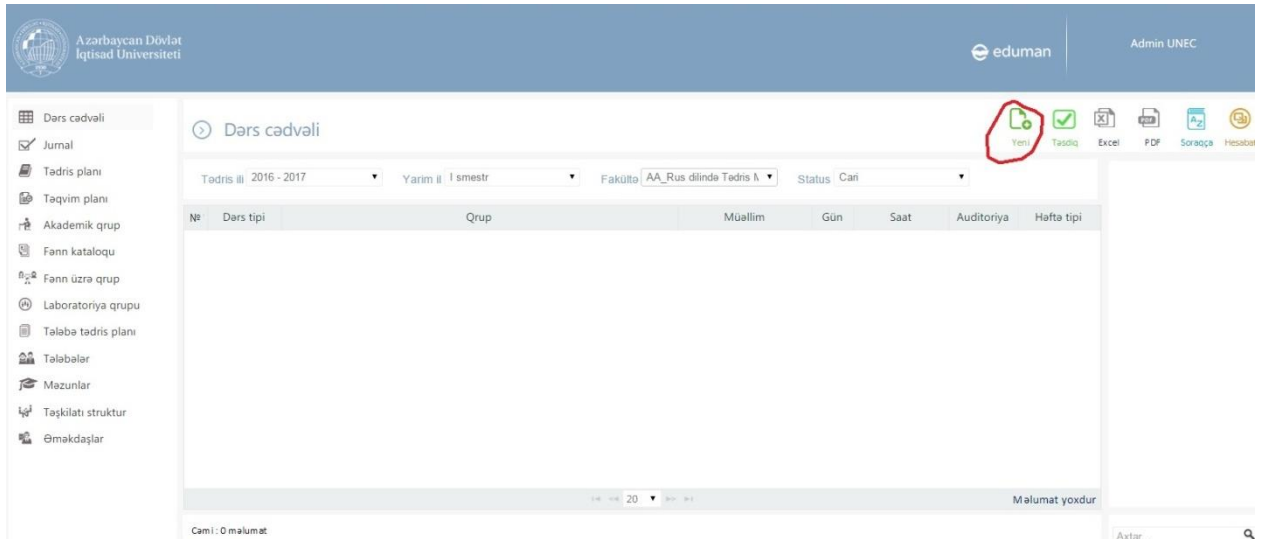 Azərbaycan Dövlət
İqtisad Universiteti
eduman
Admin UNEC
Dərs cədvəli
Jurnal
Tədris planı
Təqvim planı
Akademik qrup
Fənn kataloqu
Fənn üzrə qrup
Laboratoriya qrupu
Tələbə tədris planı
Tələbələr
Məzunlar
Təşkilatı struktur
Əməkdaşlar
Dərs cədvəli
Yeni Təsdiq Excel PDF Soraqça Hesabat
Tədris ili 2016 - 2017 Yarim il I smestr Fakültə AA_Rus dilində Tədris M Status Cari
№ Dərs tipi Qrup Müəllim Gün Saat Auditoriya Həftə tipi
20 Məlumat yoxdur
Cəmi : 0 məlumat
Axtar